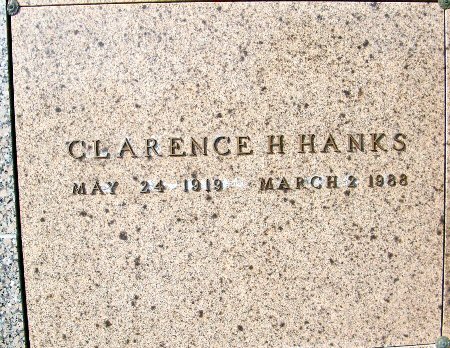 CLARENCE H HANKS
MAY 24 1919 MARCH 2 1988